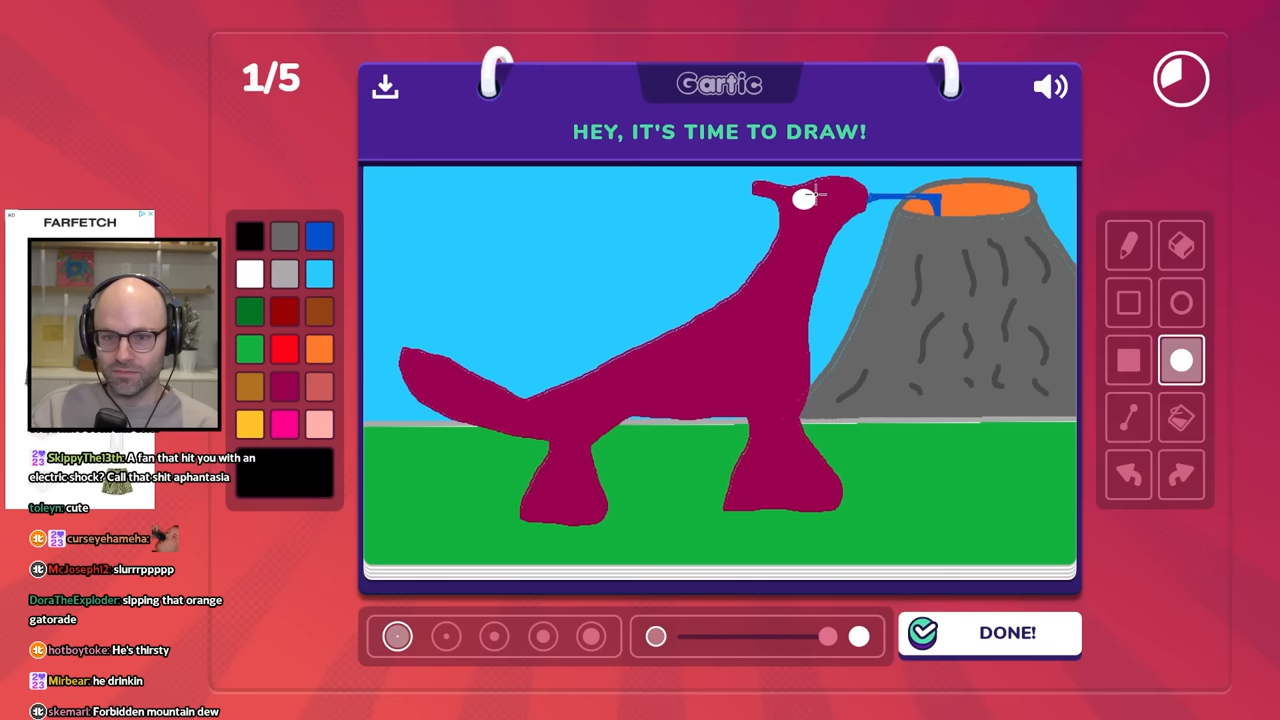 1/5
Gartic
HEY, IT'S TIME TO DRAW!
AD
FARFETCH
SkippyThe13th: A fan that hit you with an
electric shock? Call that shit aphantasia
toleyn: cute
curseyehameha:
McJoseph12: slurrrppppp
DoraTheExploder: sipping that orange
gatorade
hotboytoke: He's thirsty
Mirbear: he drinkin
skemart: Forbidden mountain dew
DONE!